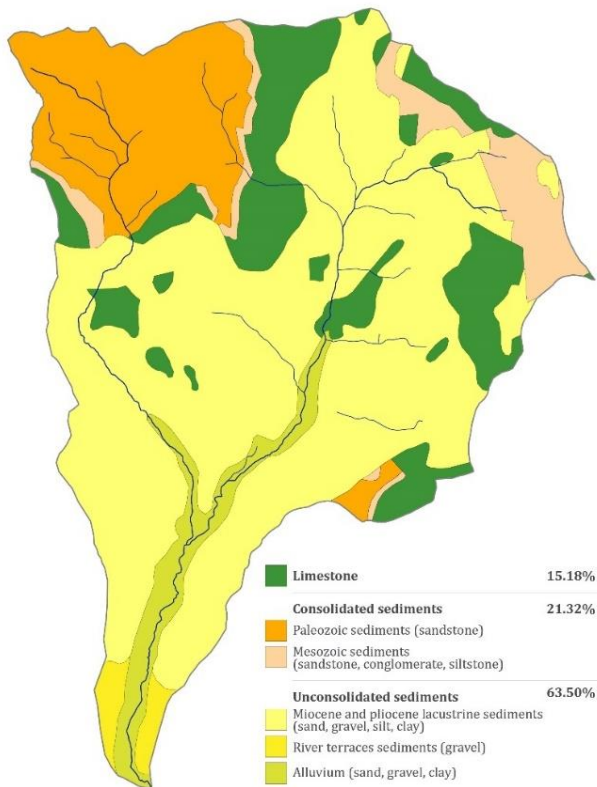 Limestone 15.18%
Consolidated sediments 21.32%
Paleozoic sediments (sandstone)
Mesozoic sediments
(sandstone, conglomerate, siltstone)
Unconsolidated sediments 63.50%
Miocene and pliocene lacustrine sediments
(sand, gravel, silt, clay)
River terraces sediments (gravel)
Alluvium (sand, gravel, clay)